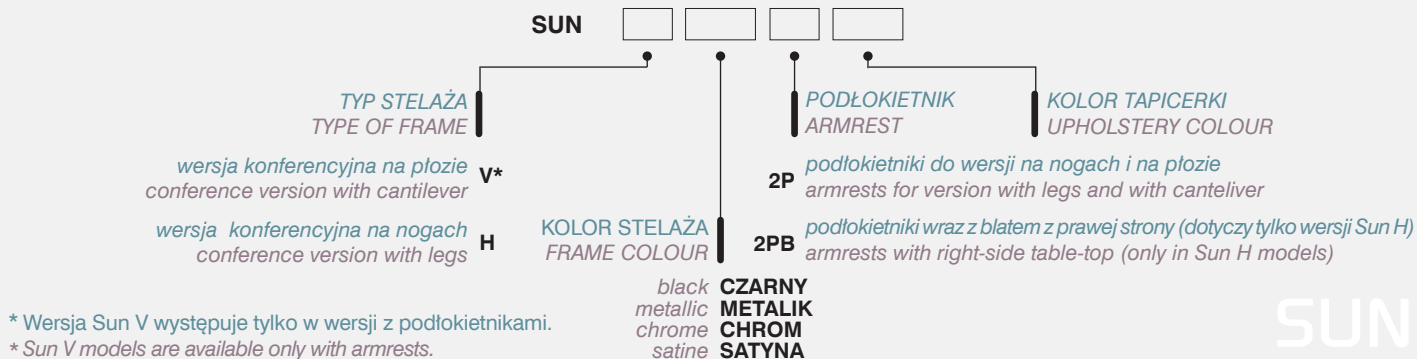 SUN
TYP STELAŻA
TYPE OF FRAME
wersja konferencyjna na płozie
conference version with cantilever
V*
wersja konferencyjna na nogach
conference version with legs
H
KOLOR STELAŻA
FRAME COLOUR
black CZARNY
metallic METALIK
chrome CHROM
satine SATYNA
PODŁOKIETNIK
ARMREST
2P
podłokietniki do wersji na nogach i na płozie
armrests for version with legs and with canteliver
2PB
podłokietniki wraz z blatem z prawej strony (dotyczy tylko wersji Sun H)
armrests with right-side table-top (only in Sun H models)
KOLOR TAPICERKI
UPHOLSTERY COLOUR
* Wersja Sun V występuje tylko w wersji z podłokietnikami.
* Sun V models are available only with armrests.
SUN